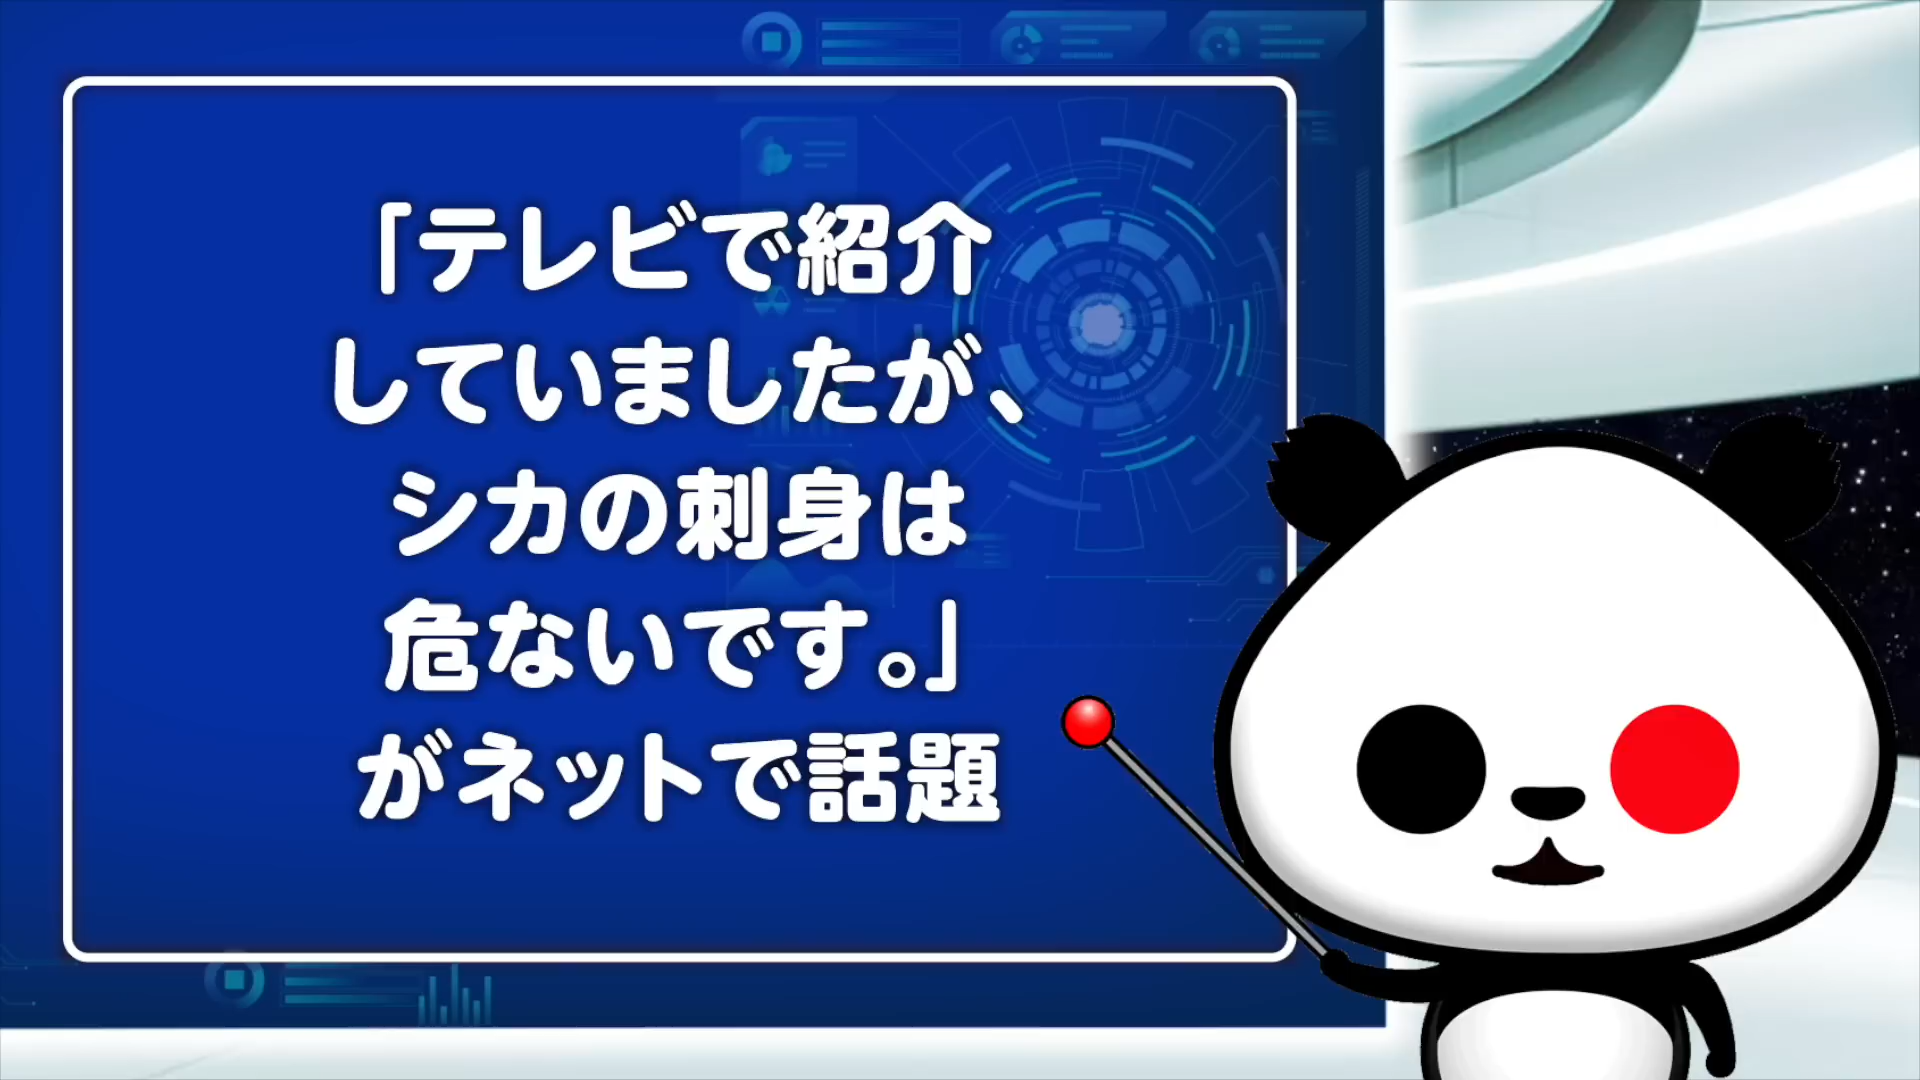 「テレビで紹介
していましたが、
シカの刺身は
危ないです。」
がネットで話題